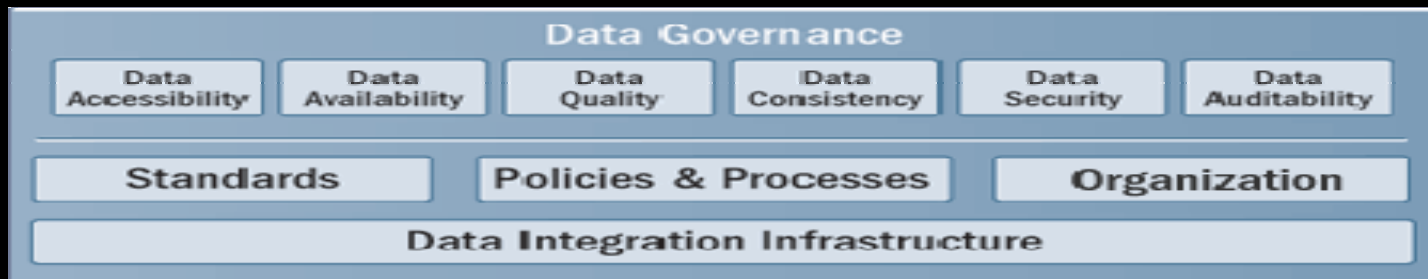 Data Governance
Data Accessibility
Data Availability
Data Quality
Data Consistency
Data Security
Data Auditability
Standards
Policies & Processes
Organization
Data Integration Infrastructure